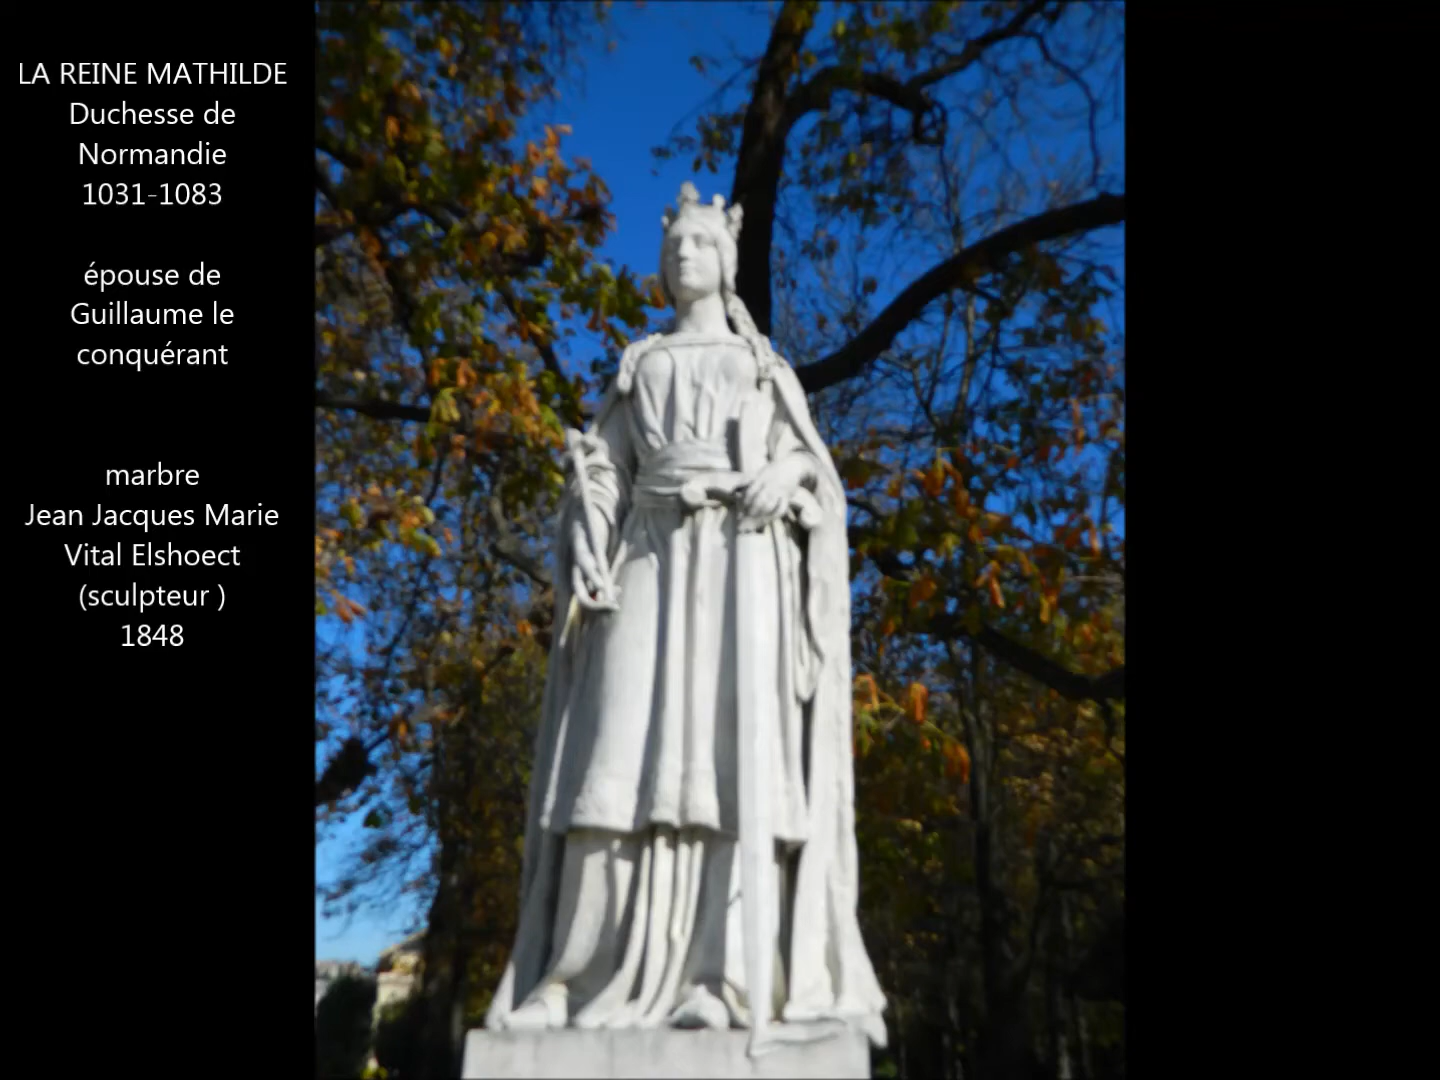 LA REINE MATHILDE
Duchesse de
Normandie
1031-1083
épouse de
Guillaume le
conquérant
marbre
Jean Jacques Marie
Vital Elshoect
(sculpteur )
1848